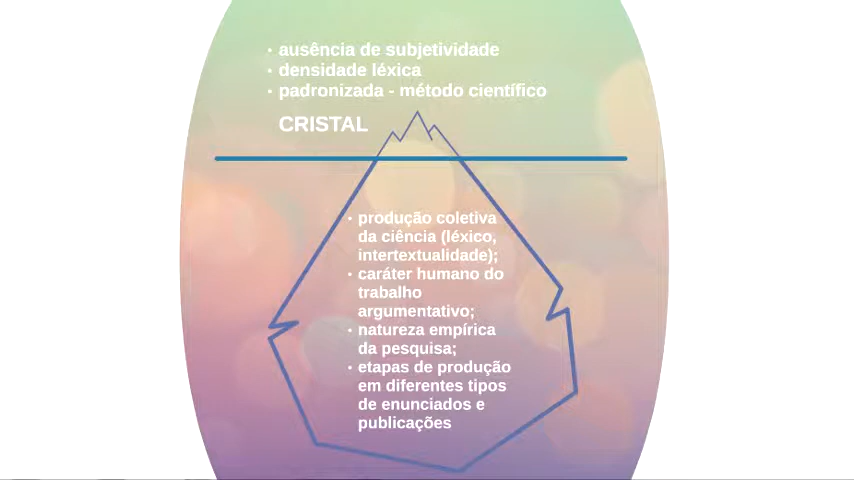 • ausência de subjetividade
• densidade léxica
• padronizada - método científico
CRISTAL
• produção coletiva
da ciência (léxico,
intertextualidade);
• caráter humano do
trabalho
argumentativo;
• natureza empírica
da pesquisa;
• etapas de produção
em diferentes tipos
de enunciados e
publicações